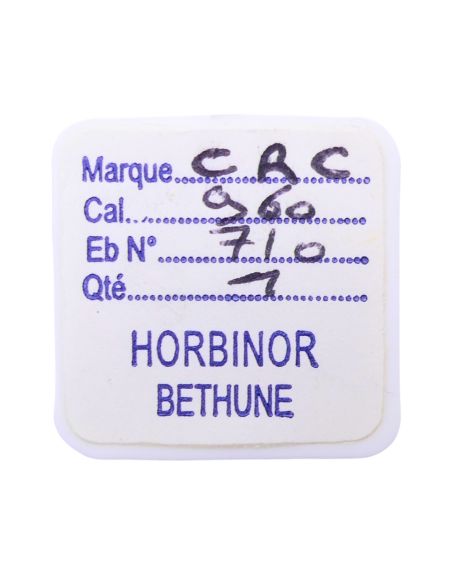 Marque CRC
Cal. 960
Eb N° 710
Qté 1
HORBINOR
BETHUNE